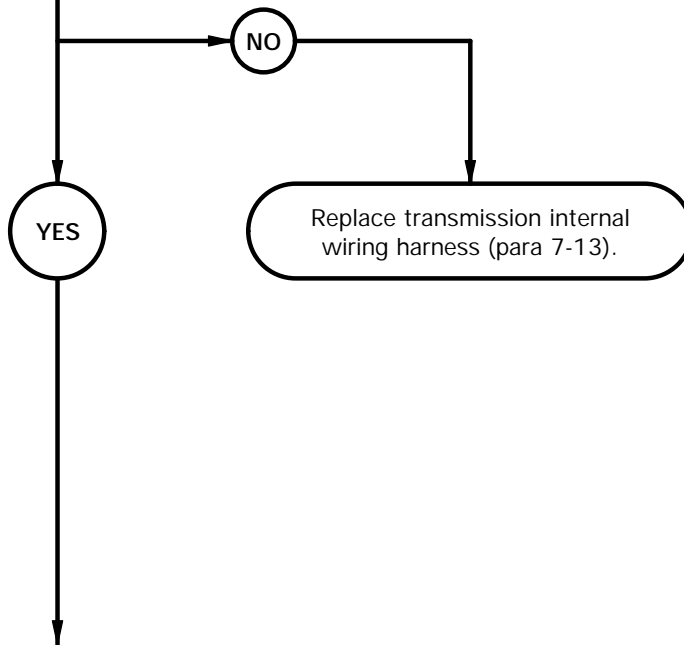 NO
YES
Replace transmission internal
wiring harness (para 7-13).